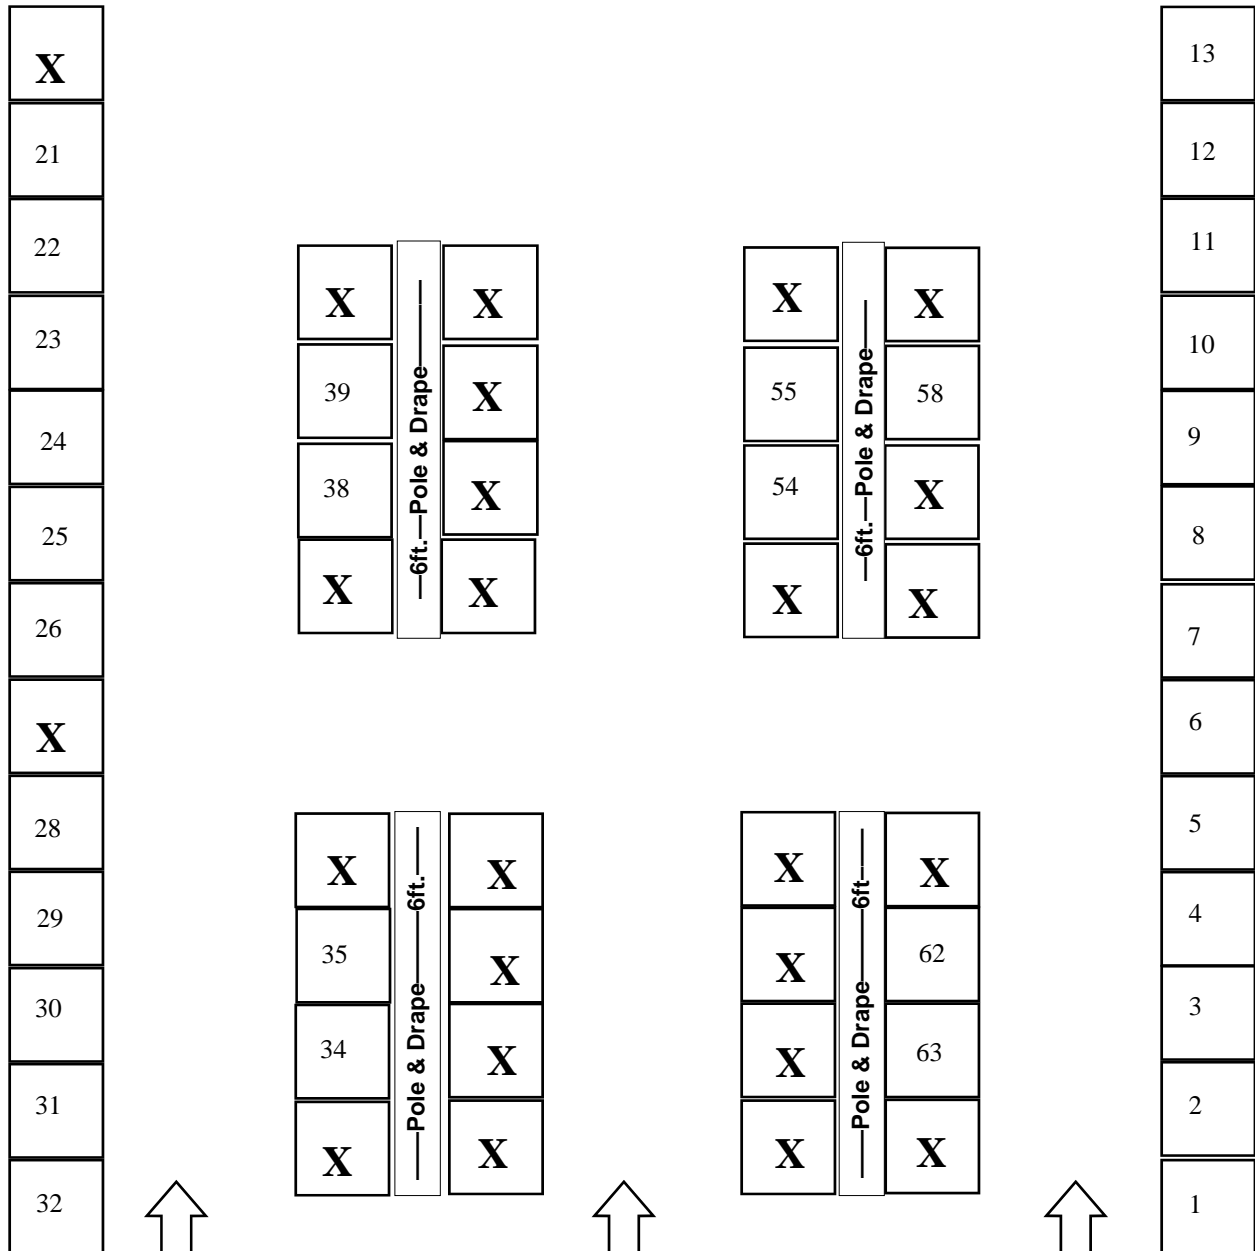 X
21
22
23
24
25
26
X
28
29
30
31
32
X
39
38
X
—6ft.—Pole & Drape———
X
X
X
X
X
55
54
X
—6ft.—Pole & Drape——
X
58
X
X
X
35
34
X
——Pole & Drape———6ft.——
X
X
X
X
X
X
X
X
——Pole & Drape———6ft——
X
62
63
X
13
12
11
10
9
8
7
6
5
4
3
2
1